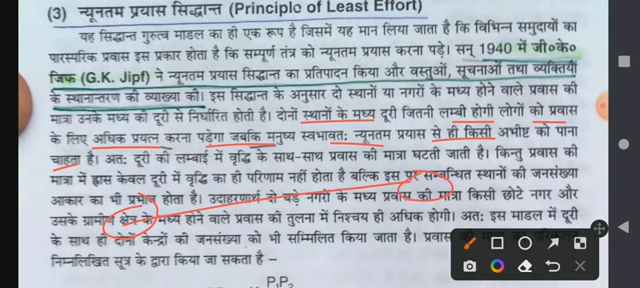 (3) न्यूनतम प्रयास सिद्धान्त (Principle of Least Effort)
यह सिद्धान्त गुरुत्व माडल का ही एक रूप है जिसमें यह मान लिया जाता है कि विभिन्न समुदायों का
पारस्परिक प्रवास इस प्रकार होता है कि सम्पूर्ण तंत्र को न्यूनतम प्रयास करना पड़े। सन् 1940 में जी०के०
जिफ (G.K. Jipf) ने न्यूनतम प्रयास सिद्धान्त का प्रतिपादन किया और वस्तुओं, सूचनाओं तथा व्यक्तियों
के स्थानान्तरण की व्याख्या की। इस सिद्धान्त के अनुसार दो स्थानों या नगरों के मध्य होने वाले प्रवास की
मात्रा उनके मध्य की दूरी से निर्धारित होती है। दोनों स्थानों के मध्य दूरी जितनी लम्बी होगी लोगों को प्रवास
के लिए अधिक प्रयत्न करना पड़ेगा जबकि मनुष्य स्वभावतः न्यूनतम प्रयास से ही किसी अभीष्ट को पाना
चाहता है। अतः दूरी की लम्बाई में वृद्धि के साथ-साथ प्रवास की मात्रा घटती जाती है। किन्तु प्रवास की
मात्रा में ह्रास केवल दूरी में वृद्धि का ही परिणाम नहीं होता है बल्कि इस पर सम्बन्धित स्थानों की जनसंख्या
आकार का भी प्रभाव होता है। उदाहरणार्थ दो बड़े नगरों के मध्य प्रवास की मात्रा किसी छोटे नगर और
उसके ग्रामीण क्षेत्र के मध्य होने वाले प्रवास की तुलना में निश्चय ही अधिक होगी। अतः इस माडल में दूरी
के साथ ही दोनों केन्द्रों की जनसंख्या को भी सम्मिलित किया जाता है। प्रवास
निम्नलिखित सूत्र के द्वारा किया जा सकता है –
P₁P₂